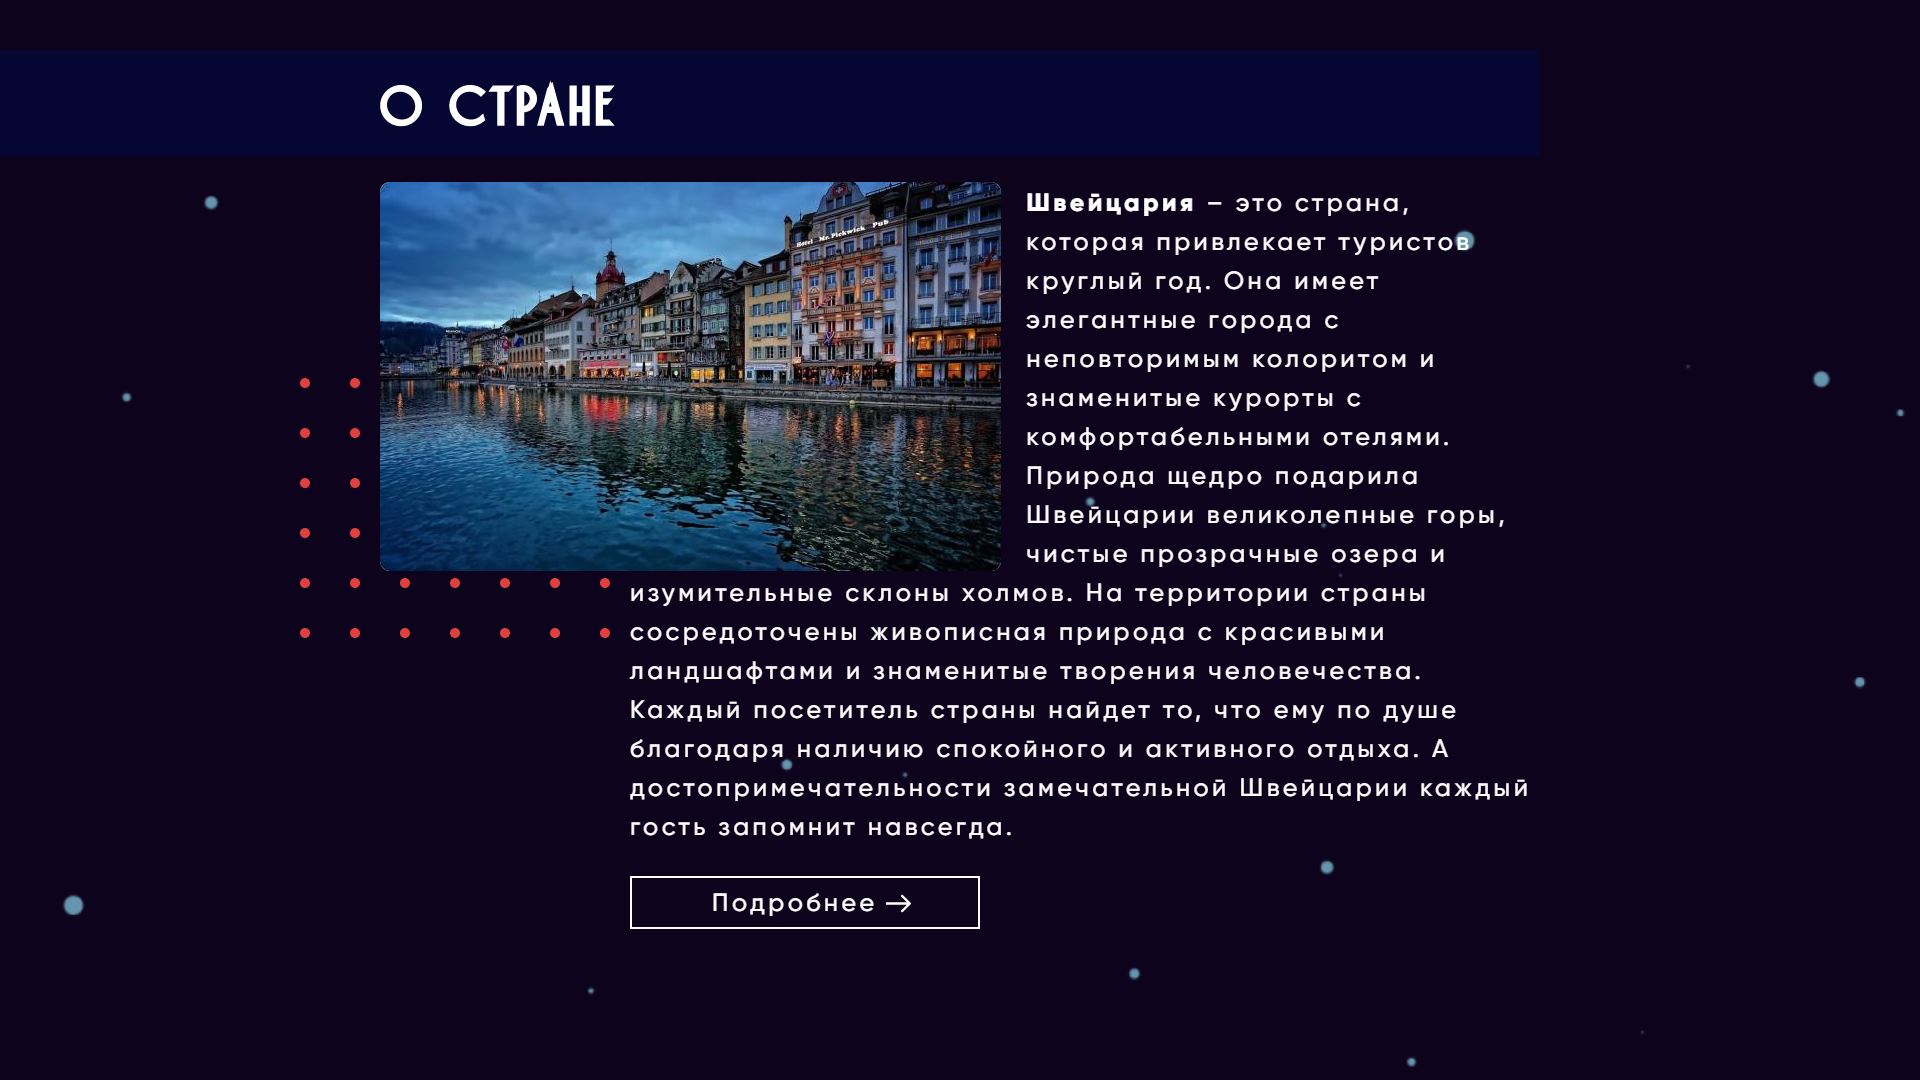 О СТРАНЕ
Hotel Mr. Pickwick Pub
Швейцария – это страна,
которая привлекает туристов
круглый год. Она имеет
элегантные города с
неповторимым колоритом и
знаменитые курорты с
комфортабельными отелями.
Природа щедро подарила
Швейцарии великолепные горы,
чистые прозрачные озера и
изумительные склоны холмов. На территории страны
сосредоточены живописная природа с красивыми
ландшафтами и знаменитые творения человечества.
Каждый посетитель страны найдет то, что ему по душе
благодаря наличию спокойного и активного отдыха. А
достопримечательности замечательной Швейцарии каждый
гость запомнит навсегда.
Подробнее →